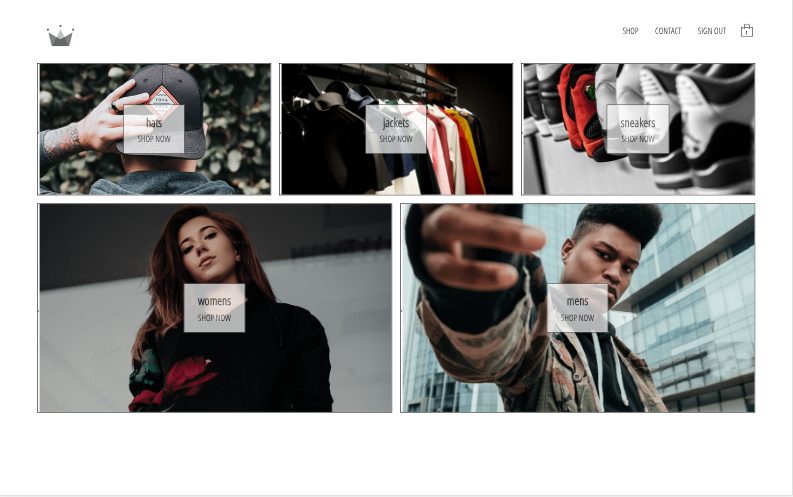 SHOP
CONTACT
SIGN OUT
1
hats
SHOP NOW
jackets
SHOP NOW
sneakers
SHOP NOW
womens
SHOP NOW
mens
SHOP NOW